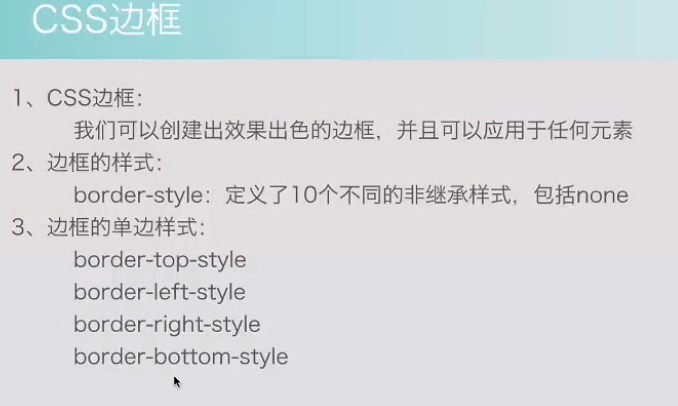 CSS边框
1、CSS边框：
我们可以创建出效果出色的边框，并且可以应用于任何元素
2、边框的样式：
border-style：定义了10个不同的非继承样式，包括none
3、边框的单边样式：
border-top-style
border-left-style
border-right-style
border-bottom-style